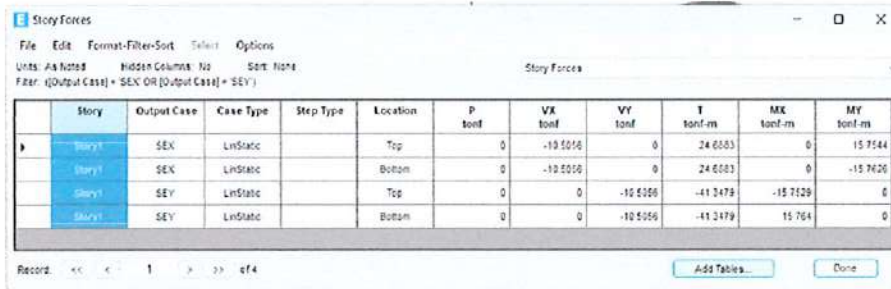 E Story Forces
File Edit Format-Filter-Sort Select Options
Units: As Noted Hidden Columns: No Sort: None Story Forces
Filter: ([Output Case] = 'SEX' OR [Output Case] = 'SEY')
Story Output Case Case Type Step Type Location P VX VY T MX MY
tonf tonf tonf tonf-m tonf-m tonf-m
Story1 SEX LinStatic Top 0 -10.5056 0 24.6883 0 15.7544
Story1 SEX LinStatic Bottom 0 -10.5056 0 24.6883 0 -15.7626
Story1 SEY LinStatic Top 0 0 -10.5056 -41.3479 -15.7529 0
Story1 SEY LinStatic Bottom 0 0 -10.5056 -41.3479 15.764 0
Record: << < 1 > >> of 4 Add Tables... Done